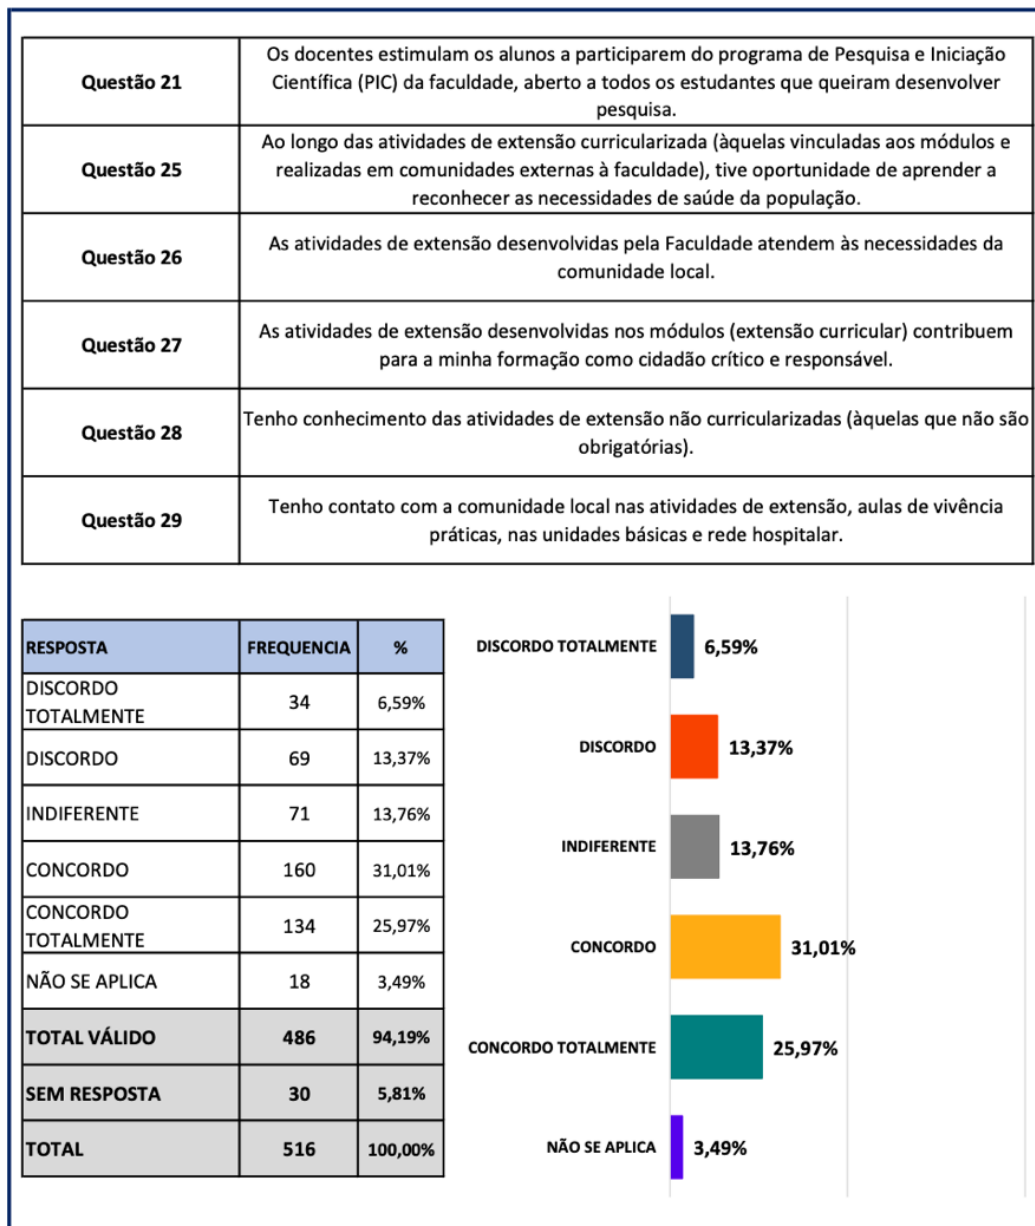 Questão 21
Os docentes estimulam os alunos a participarem do programa de Pesquisa e Iniciação
Científica (PIC) da faculdade, aberto a todos os estudantes que queiram desenvolver
pesquisa.
Questão 25
Ao longo das atividades de extensão curricularizada (àquelas vinculadas aos módulos e
realizadas em comunidades externas à faculdade), tive oportunidade de aprender a
reconhecer as necessidades de saúde da população.
Questão 26
As atividades de extensão desenvolvidas pela Faculdade atendem às necessidades da
comunidade local.
Questão 27
As atividades de extensão desenvolvidas nos módulos (extensão curricular) contribuem
para a minha formação como cidadão crítico e responsável.
Questão 28
Tenho conhecimento das atividades de extensão não curricularizadas (àquelas que não são
obrigatórias).
Questão 29
Tenho contato com a comunidade local nas atividades de extensão, aulas de vivência
práticas, nas unidades básicas e rede hospitalar.
RESPOSTA FREQUENCIA %
DISCORDO
TOTALMENTE 34 6,59%
DISCORDO 69 13,37%
INDIFERENTE 71 13,76%
CONCORDO 160 31,01%
CONCORDO
TOTALMENTE 134 25,97%
NÃO SE APLICA 18 3,49%
TOTAL VÁLIDO 486 94,19%
SEM RESPOSTA 30 5,81%
TOTAL 516 100,00%
DISCORDO TOTALMENTE 6,59%
DISCORDO 13,37%
INDIFERENTE 13,76%
CONCORDO 31,01%
CONCORDO TOTALMENTE 25,97%
NÃO SE APLICA 3,49%